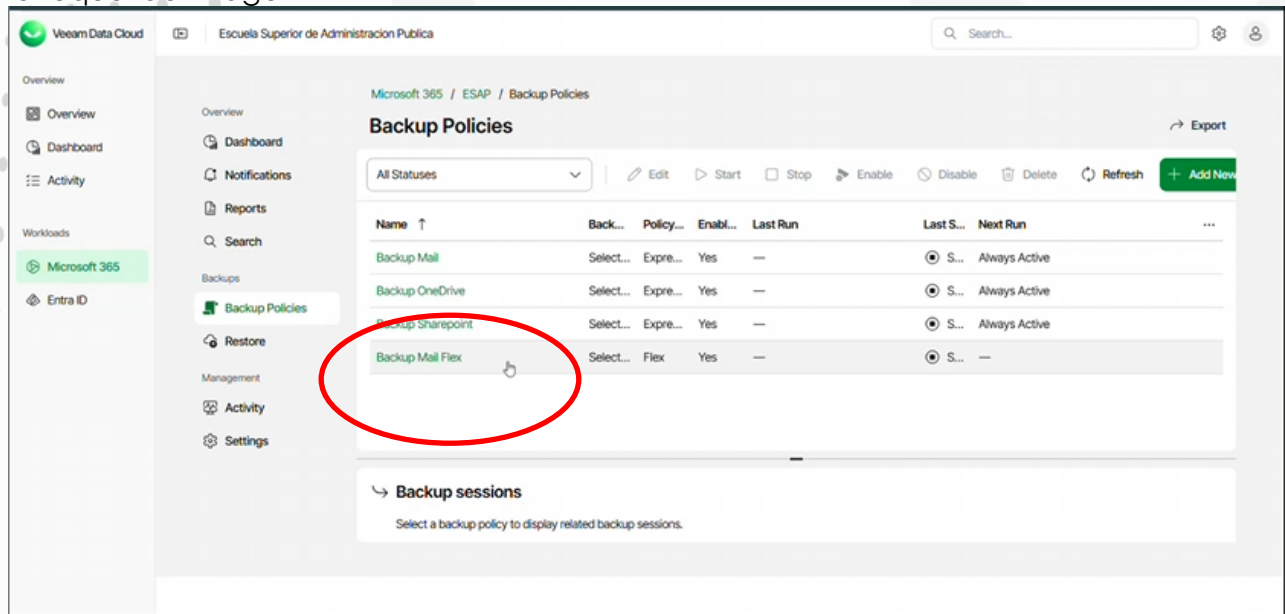 Veeam Data Cloud
Escuela Superior de Administracion Publica
Search...
Overview
Overview
Dashboard
Activity
Workloads
Microsoft 365
Entra ID
Overview
Dashboard
Notifications
Reports
Search
Backups
Backup Policies
Restore
Management
Activity
Settings
Microsoft 365 / ESAP / Backup Policies
Backup Policies
Export
All Statuses Edit Start Stop Enable Disable Delete Refresh + Add New
Name ↑ Back... Policy... Enabl... Last Run Last S... Next Run ...
Backup Mail Select... Expre... Yes — S... Always Active
Backup OneDrive Select... Expre... Yes — S... Always Active
Backup Sharepoint Select... Expre... Yes — S... Always Active
Backup Mail Flex Select... Flex Yes — S... —
Backup sessions
Select a backup policy to display related backup sessions.